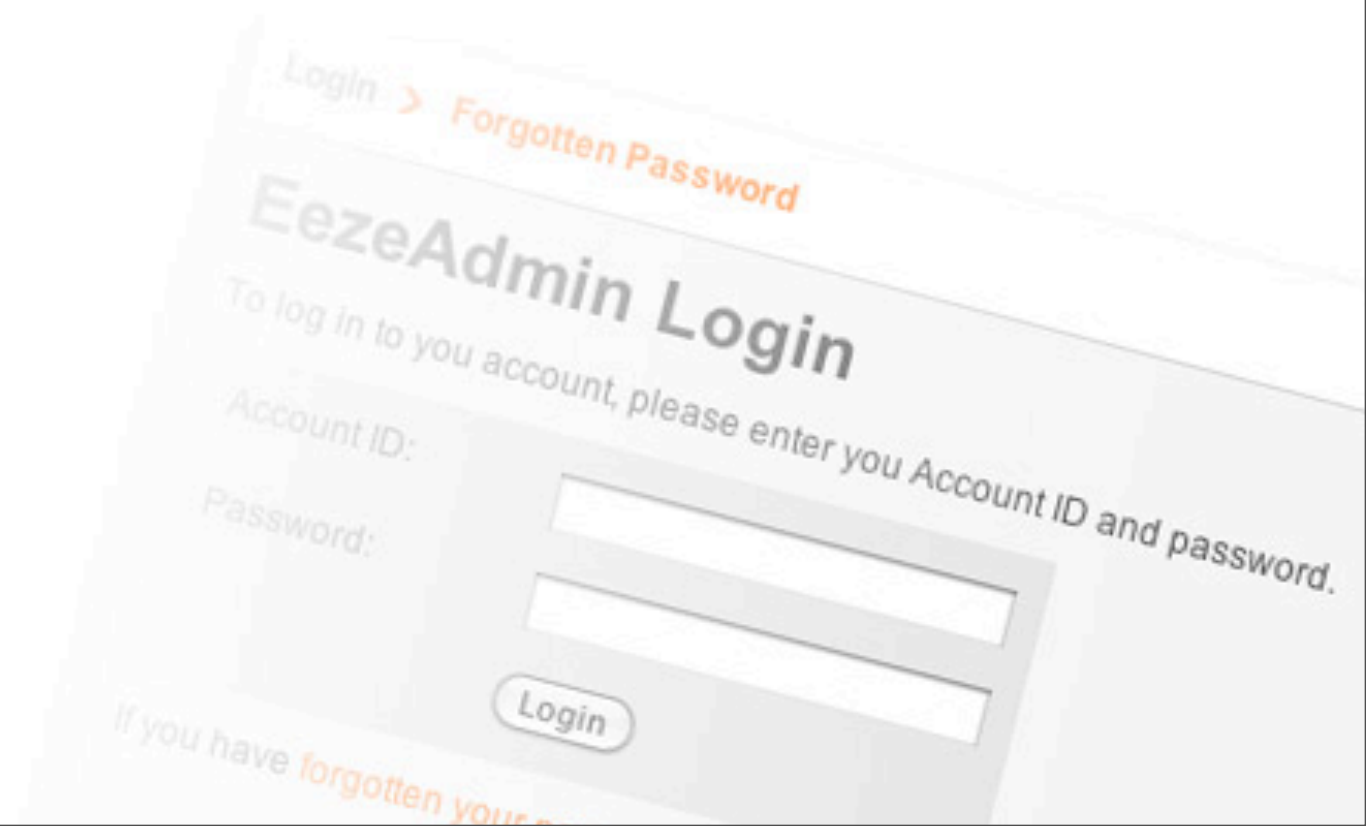 Login > Forgotten Password
EezeAdmin Login
To log in to you account, please enter you Account ID and password.
Account ID:
Password:
Login
If you have forgotten your